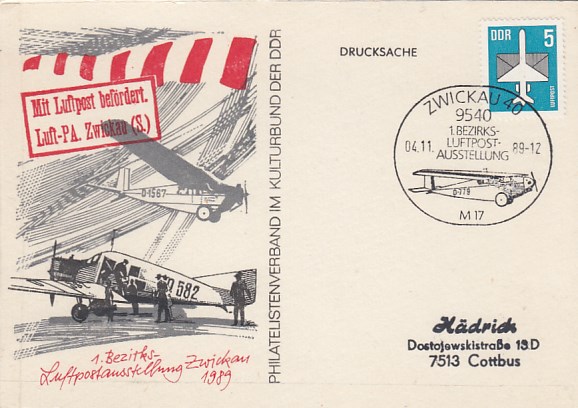 Mit Luftpost befördert.
Luft-PA. Zwickau (S.)
D-1567
D 582
1. Bezirks-
Luftpostausstellung Zwickau
1989
PHILATELISTENVERBAND IM KULTURBUND DER DDR
DRUCKSACHE
DDR 5
LUFTPOST
ZWICKAU 40
9540
1. BEZIRKS-
LUFTPOST-
AUSSTELLUNG
04.11. 89-12
D-779
M 17
Hädrich
Dostojewskistraße 13.D
7513 Cottbus